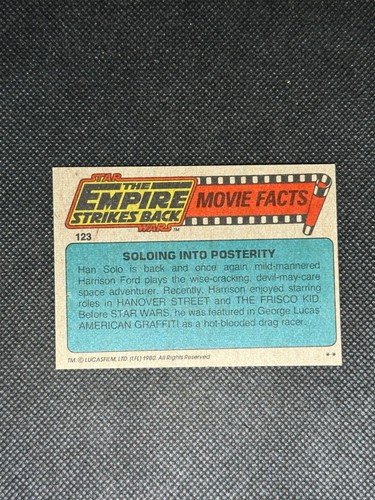 STAR
THE
EMPIRE
STRIKES BACK
WARS™
MOVIE FACTS
123
SOLOING INTO POSTERITY
Han Solo is back and once again mild-mannered
Harrison Ford plays the wise-cracking, devil-may-care
space adventurer. Recently, Harrison enjoyed starring
roles in HANOVER STREET and THE FRISCO KID.
Before STAR WARS, he was featured in George Lucas'
AMERICAN GRAFFITI as a hot-blooded drag racer.
TM: © LUCASFILM, LTD. (LFL) 1980. All Rights Reserved
**